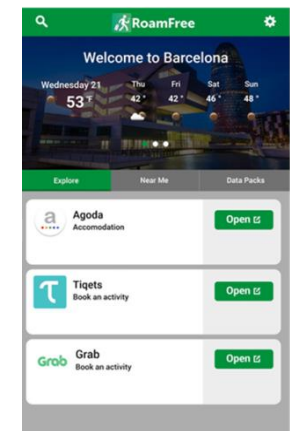 RoamFree
Welcome to Barcelona
Wednesday 21
53 °F
Thu Fri Sat Sun
42 ° 42 ° 46 ° 48 °
Explore Near Me Data Packs
a
Agoda
Accomodation
Open
Tiqets
Book an activity
Open
Grab
Grab
Book an activity
Open